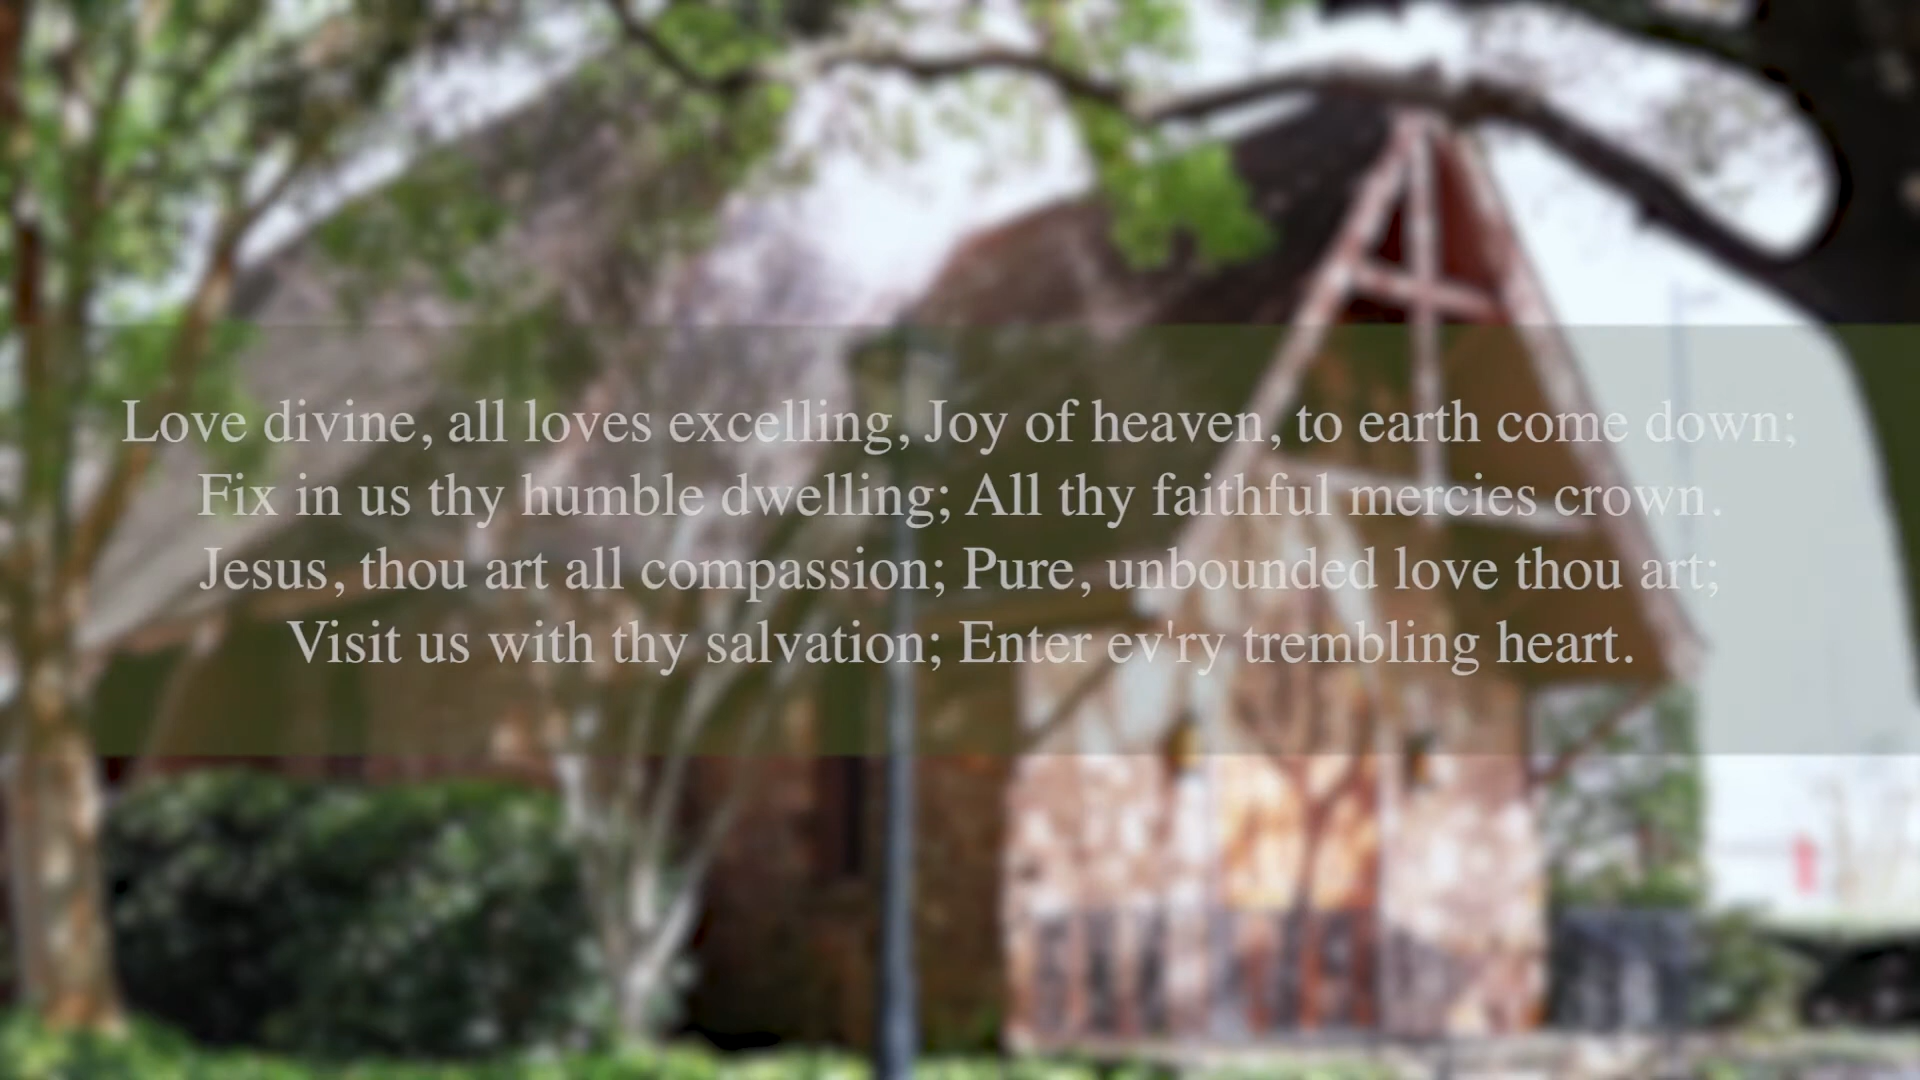 Love divine, all loves excelling, Joy of heaven, to earth come down;
Fix in us thy humble dwelling; All thy faithful mercies crown.
Jesus, thou art all compassion; Pure, unbounded love thou art;
Visit us with thy salvation; Enter ev'ry trembling heart.